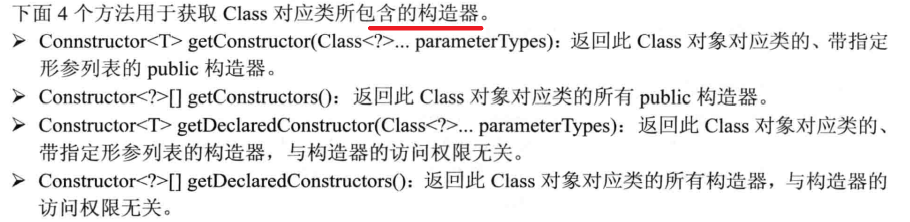 下面 4 个方法用于获取 Class 对应类所包含的构造器。
➢ Connstructor<T> getConstructor(Class<?>... parameterTypes)：返回此 Class 对象对应类的、带指定
形参列表的 public 构造器。
➢ Constructor<?>[] getConstructors()：返回此 Class 对象对应类的所有 public 构造器。
➢ Constructor<T> getDeclaredConstructor(Class<?>... parameterTypes)：返回此 Class 对象对应类的、
带指定形参列表的构造器，与构造器的访问权限无关。
➢ Constructor<?>[] getDeclaredConstructors()：返回此 Class 对象对应类的所有构造器，与构造器的
访问权限无关。